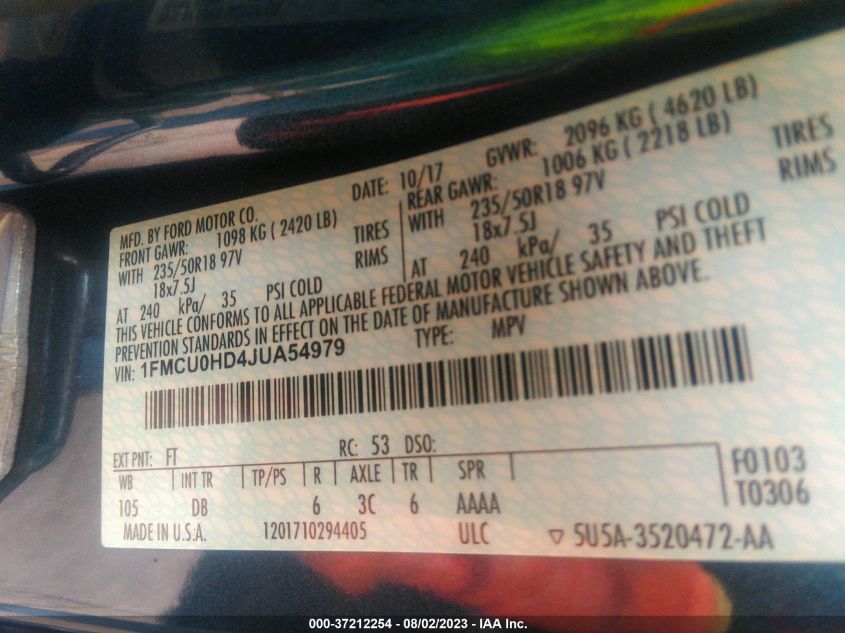 MFD. BY FORD MOTOR CO.
DATE: 10/17
GVWR: 2096 KG ( 4620 LB)
FRONT GAWR: 1098 KG ( 2420 LB)
REAR GAWR: 1006 KG ( 2218 LB)
WITH 235/50R18 97V TIRES
WITH 235/50R18 97V TIRES
18x7.5J RIMS
18x7.5J RIMS
AT 240 kPa/ 35 PSI COLD
AT 240 kPa/ 35 PSI COLD
THIS VEHICLE CONFORMS TO ALL APPLICABLE FEDERAL MOTOR VEHICLE SAFETY AND THEFT
PREVENTION STANDARDS IN EFFECT ON THE DATE OF MANUFACTURE SHOWN ABOVE.
VIN: 1FMCU0HD4JUA54979
TYPE: MPV
EXT PNT: FT RC: 53 DSO:
WB INT TR TP/PS R AXLE TR SPR
105 DB 6 3C 6 AAAA
F0103
T0306
MADE IN U.S.A. 1201710294405 ULC ▽ 5U5A-3520472-AA
000-37212254 - 08/02/2023 - IAA Inc.